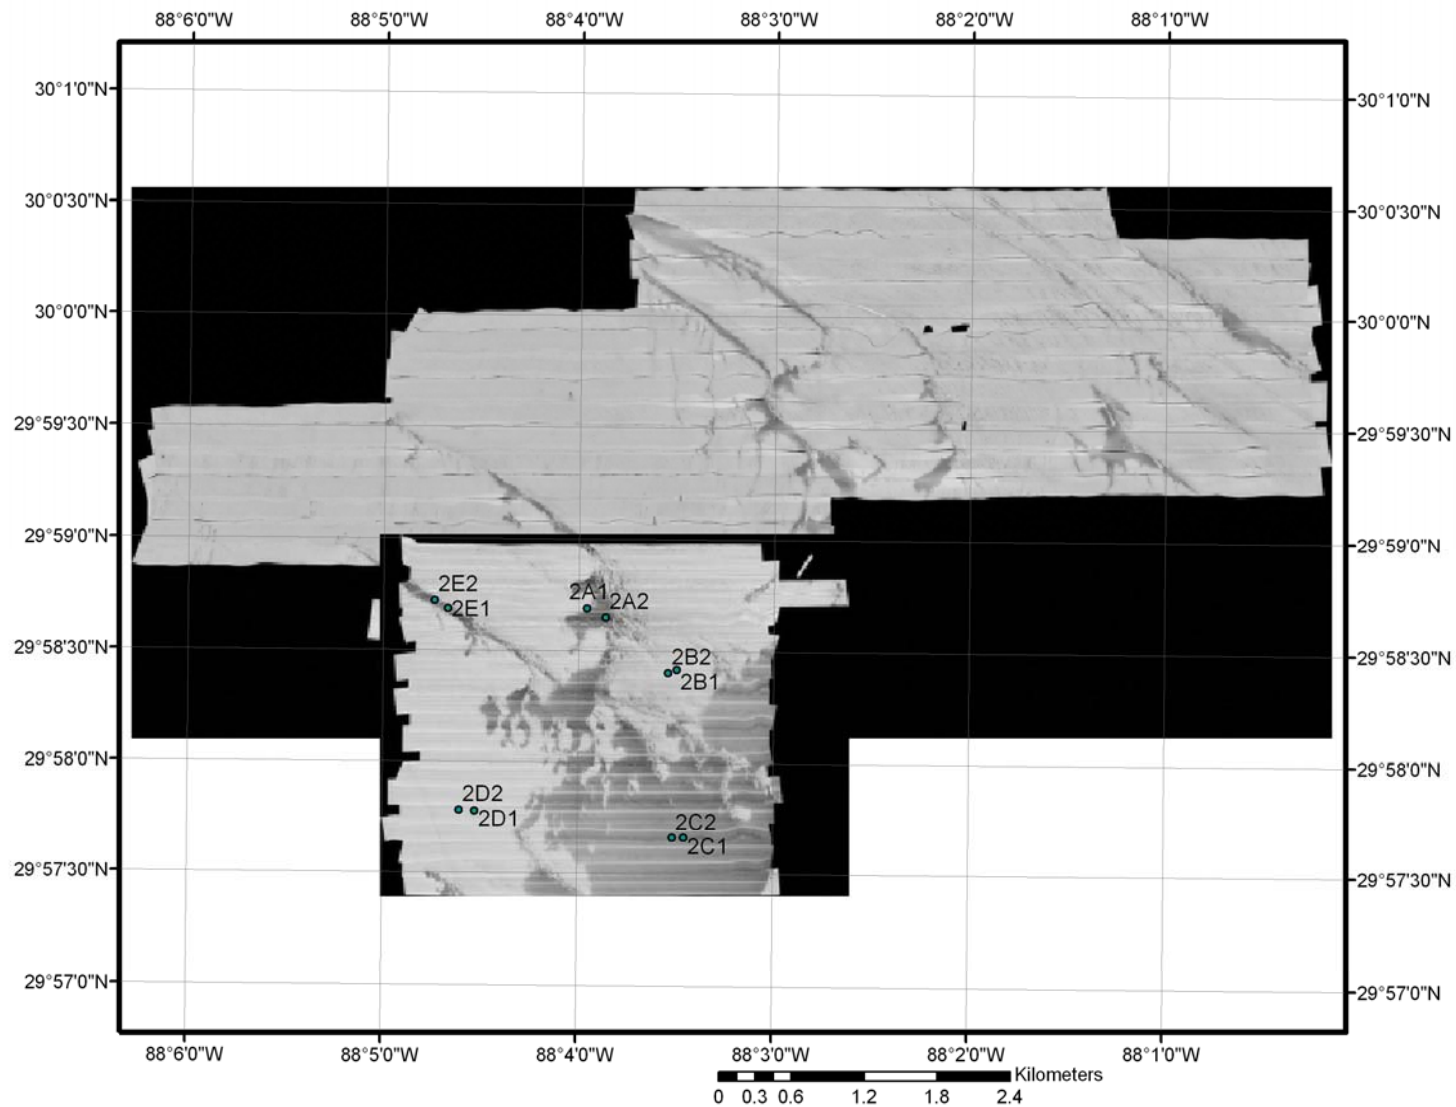 88°6'0"W 88°5'0"W 88°4'0"W 88°3'0"W 88°2'0"W 88°1'0"W
30°1'0"N 30°1'0"N
30°0'30"N 30°0'30"N
30°0'0"N 30°0'0"N
29°59'30"N 29°59'30"N
29°59'0"N 29°59'0"N
2E2 2A1
2E1 2A2
29°58'30"N 2B2 29°58'30"N
2B1
29°58'0"N 29°58'0"N
2D2
2D1 2C2
2C1
29°57'30"N 29°57'30"N
29°57'0"N 29°57'0"N
88°6'0"W 88°5'0"W 88°4'0"W 88°3'0"W 88°2'0"W 88°1'0"W
Kilometers
0 0.3 0.6 1.2 1.8 2.4